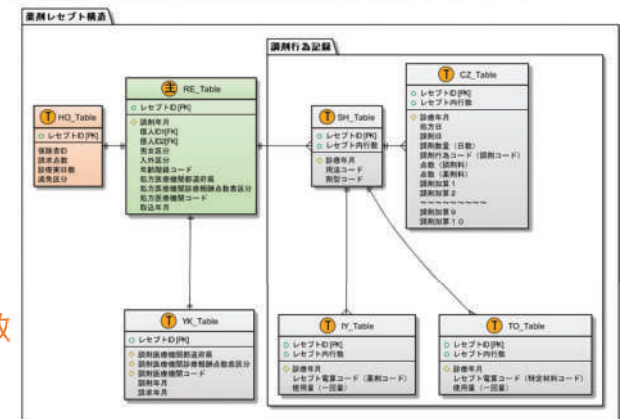 薬剤レセプト構造
調剤行為記録
HO_Table
レセプトID[PK]
保険者ID
請求点数
診療実日数
減免区分
RE_Table
レセプトID[PK]
調剤年月
個人ID1[FK]
個人ID2[FK]
男女区分
入外区分
年齢階級コード
処方医療機関都道府県
処方医療機関診療報酬点数表区分
処方医療機関コード
取込年月
SH_Table
レセプトID[PK]
レセプト内行数
診療年月
用法コード
剤型コード
CZ_Table
レセプトID[PK]
レセプト内行数
診療年月
処方日
調剤日
調剤数量（日数）
調剤行為コード（調剤コード）
点数（調剤料）
点数（薬剤料）
調剤加算１
調剤加算２
～～～～～～～～～
調剤加算９
調剤加算１０
数
YK_Table
レセプトID[PK]
調剤医療機関都道府県
調剤医療機関診療報酬点数表区分
調剤医療機関コード
調剤年月
請求年月
IY_Table
レセプトID[PK]
レセプト内行数
診療年月
レセプト電算コード（薬剤コード）
使用量（一回量）
TO_Table
レセプトID[PK]
レセプト内行数
診療年月
レセプト電算コード（特定材料コード）
使用量（一回量）